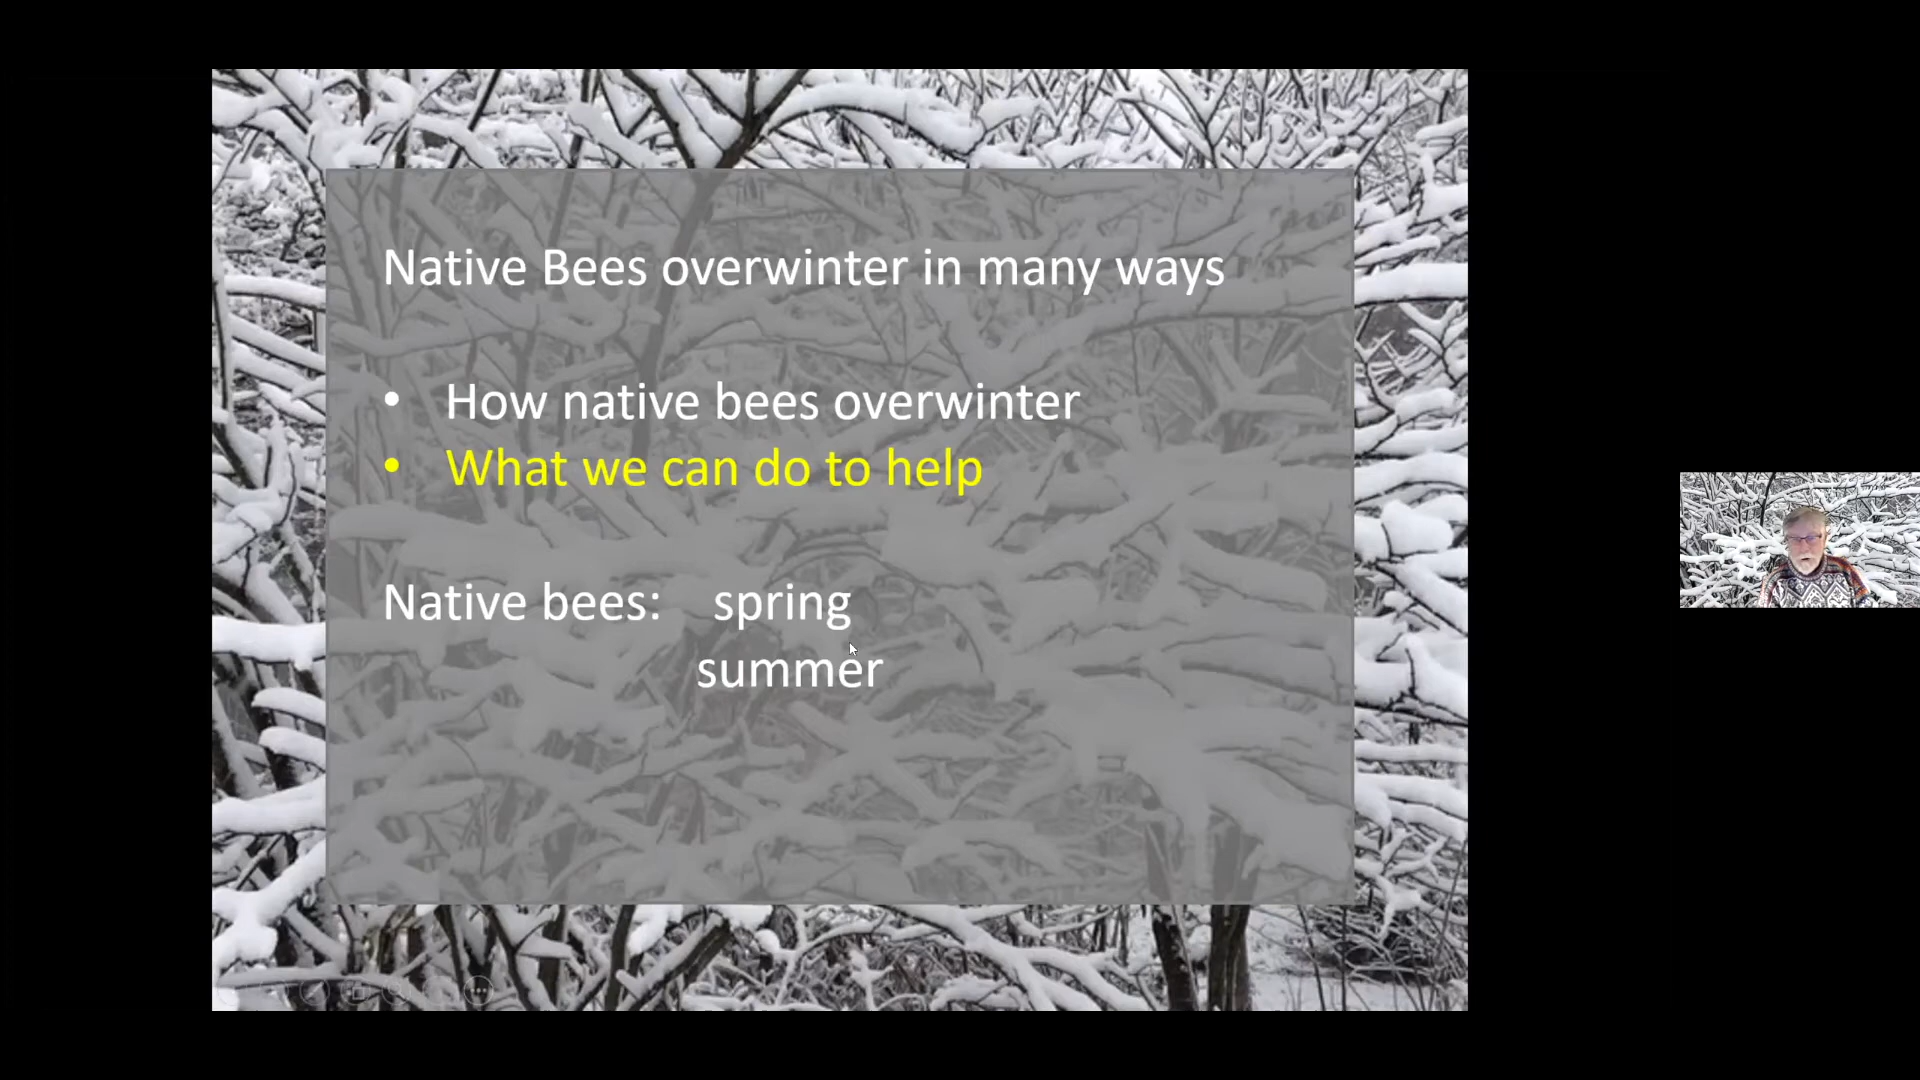 Native Bees overwinter in many ways
• How native bees overwinter
• What we can do to help
Native bees: spring
summer